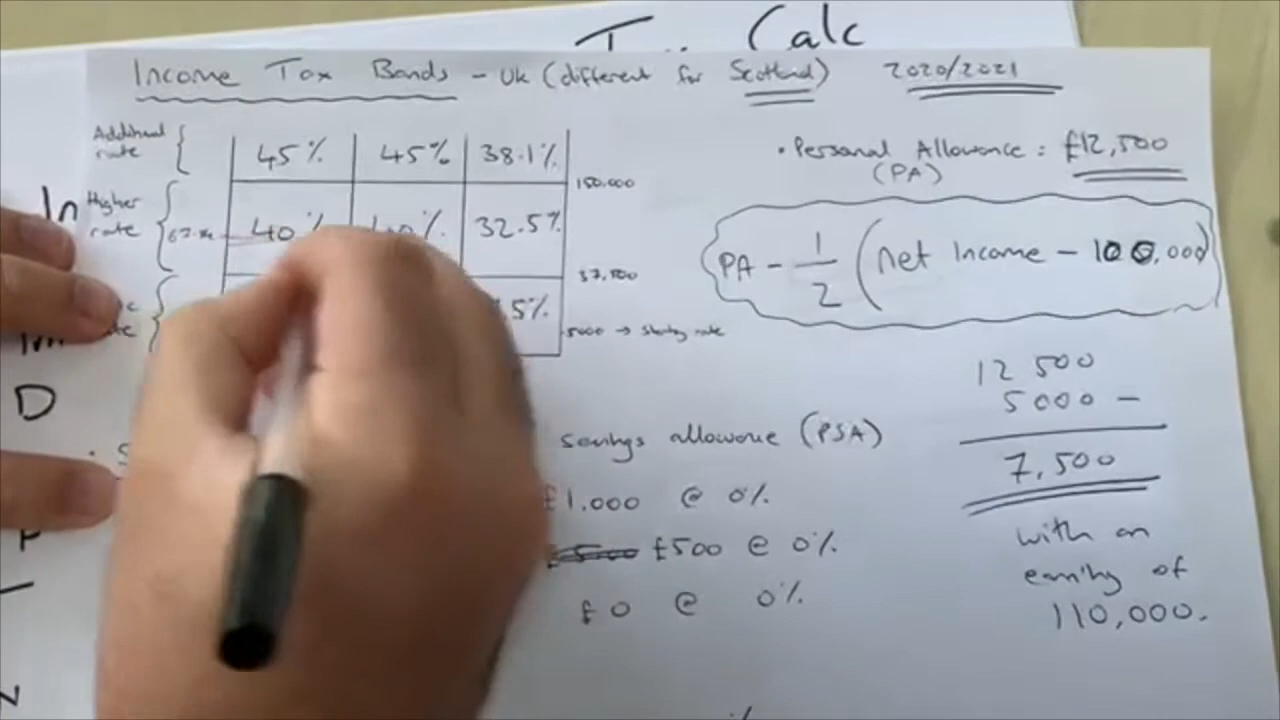 Calc
Income Tax Bands - UK (different for Scotland) 2020/2021
Additional rate
45% 45% 38.1%
150.000
Higher rate
40% 32.5%
37,500
5%
5000 → starting rate
• Personal Allowance : £12,500
(PA)
PA - 1/2 (net Income - 100,000)
12 500
5000 -
7,500
with an
earning of
110,000.
savings allowance (PSA)
£1.000 @ 0%
£500 @ 0%
£0 @ 0%
In
D